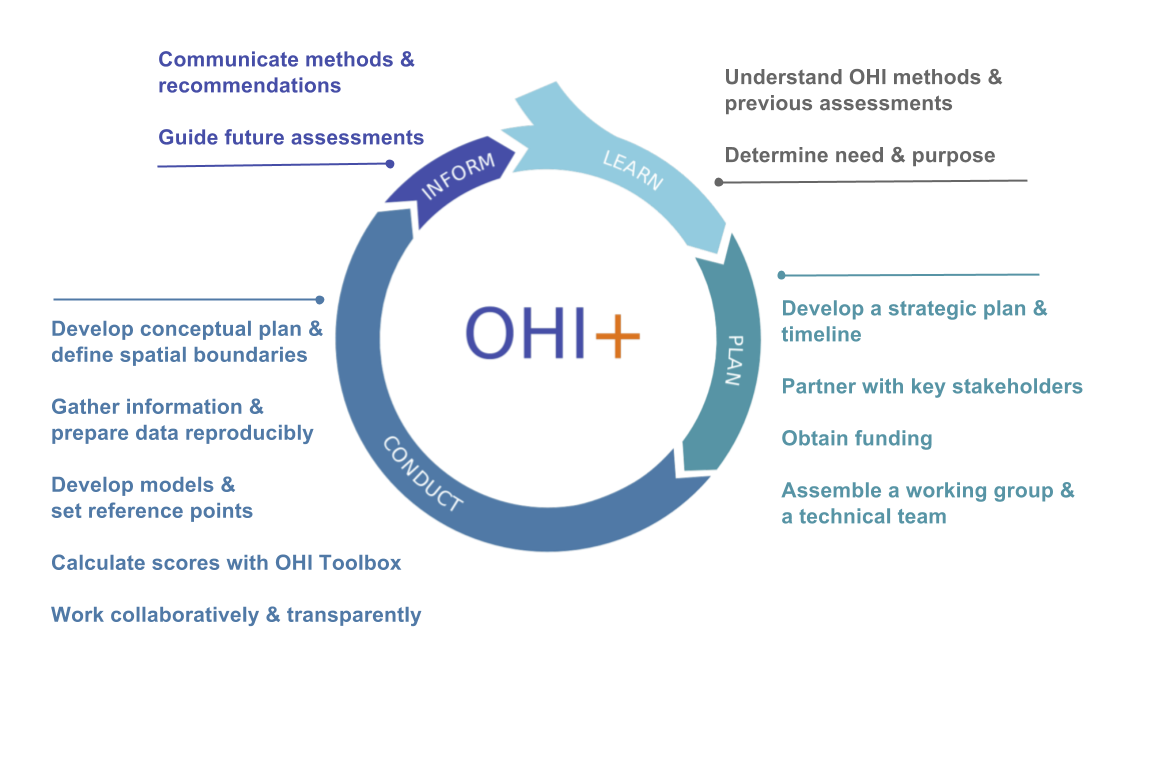 Communicate methods &
recommendations
Guide future assessments
Understand OHI methods &
previous assessments
Determine need & purpose
INFORM
LEARN
PLAN
CONDUCT
OHI+
Develop a strategic plan &
timeline
Partner with key stakeholders
Obtain funding
Assemble a working group &
a technical team
Develop conceptual plan &
define spatial boundaries
Gather information &
prepare data reproducibly
Develop models &
set reference points
Calculate scores with OHI Toolbox
Work collaboratively & transparently